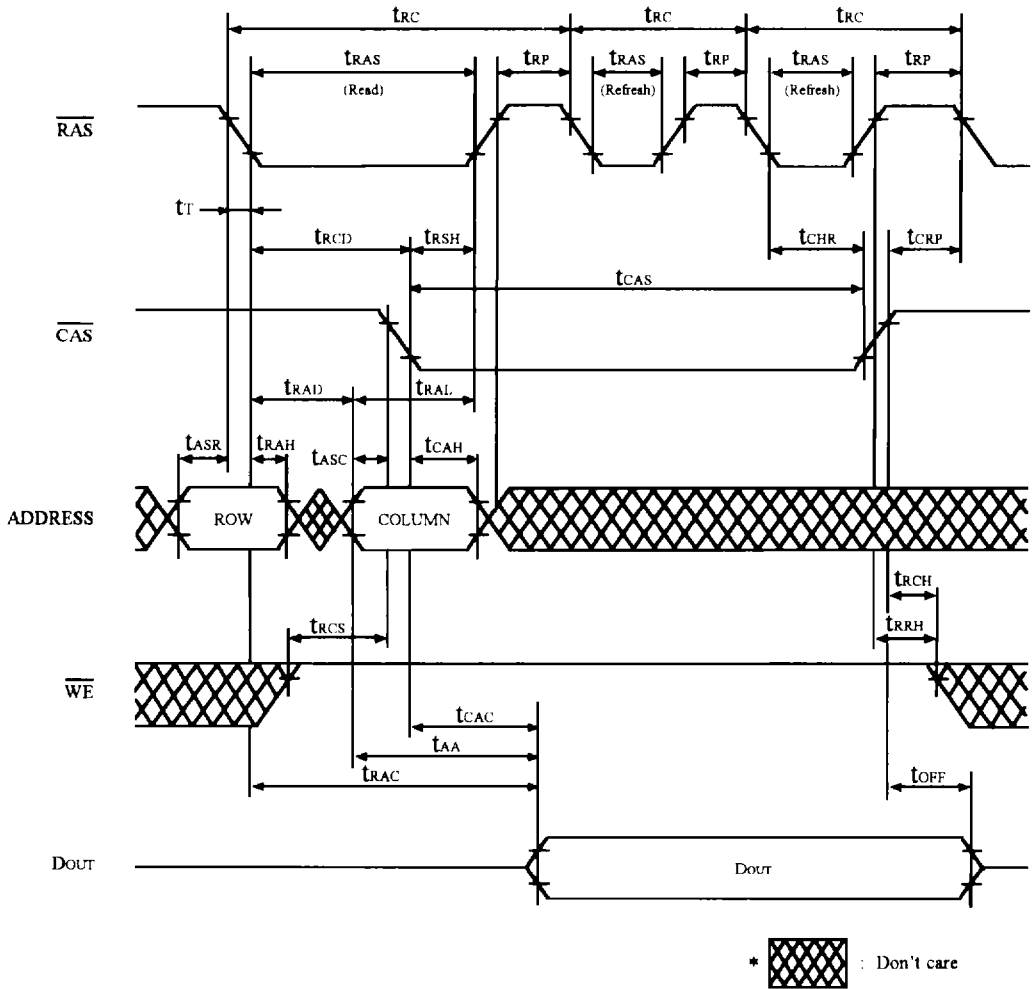 tRC tRC tRC
tRAS tRP tRAS tRP tRAS tRP
(Read) (Refresh) (Refresh)
RAS
tT
tRCD tRSH tCHR tCRP
tCAS
CAS
tRAD tRAL
tASR tRAH tASC tCAH
ADDRESS ROW COLUMN
tRCH
tRCS tRRH
WE
tCAC
tAA
tRAC tOFF
DOUT DOUT
* : Don't care